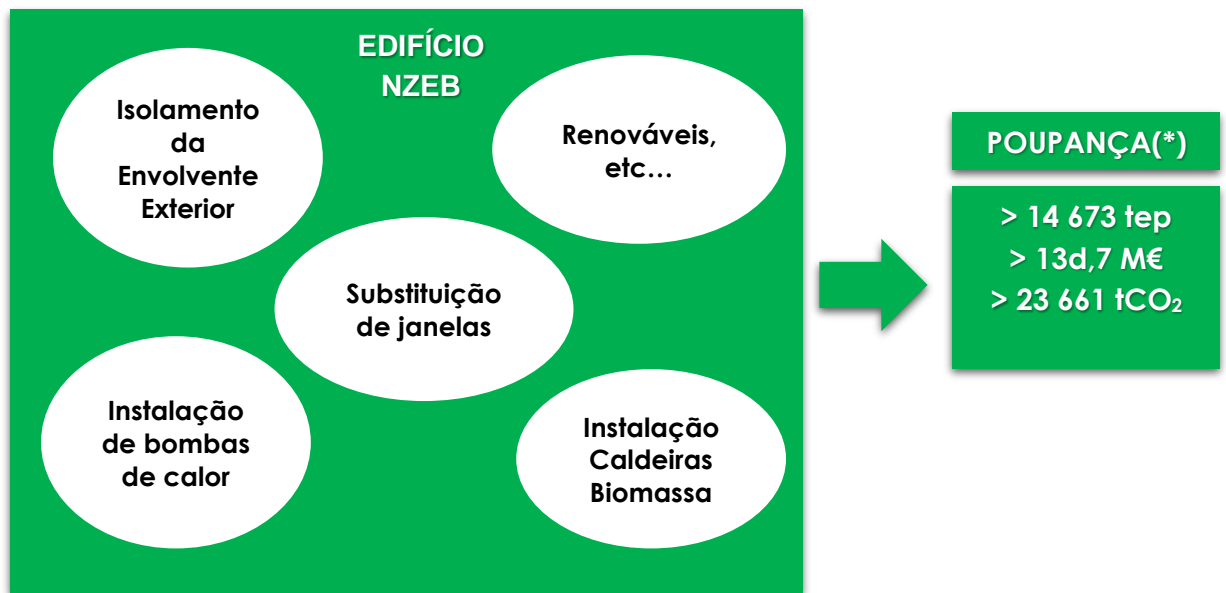 EDIFÍCIO
NZEB
Isolamento
da
Envolvente
Exterior
Renováveis,
etc…
Substituição
de janelas
Instalação
de bombas
de calor
Instalação
Caldeiras
Biomassa
POUPANÇA(*)
> 14 673 tep
> 13d,7 M€
> 23 661 tCO₂